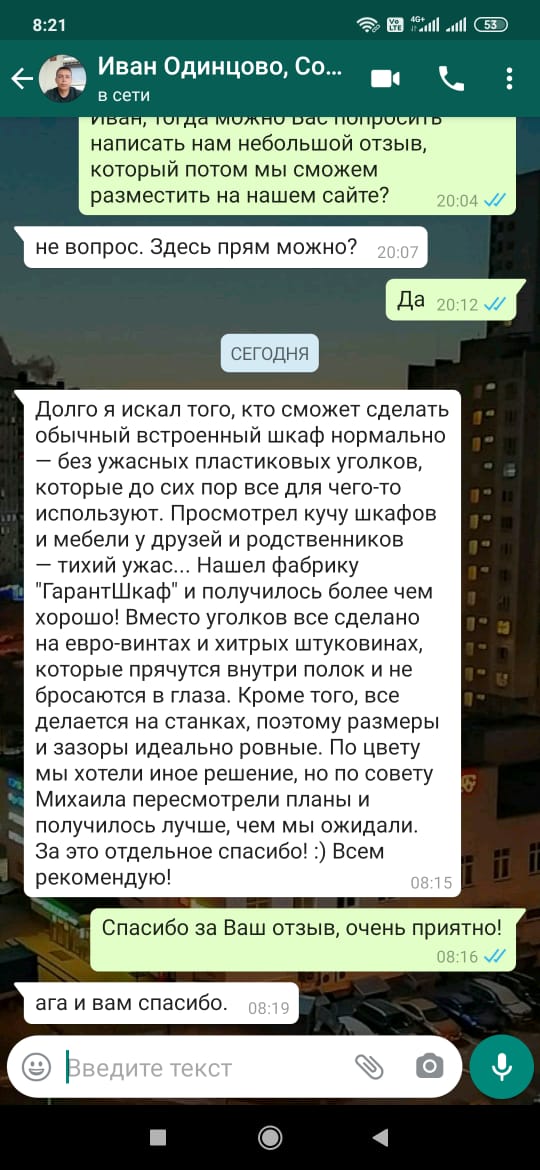 8:21
4G+
Vo
LTE
53
Иван Одинцово, Со...
в сети
Иван, тогда можно Вас попросить
написать нам небольшой отзыв,
который потом мы сможем
разместить на нашем сайте?
20:04
не вопрос. Здесь прям можно?
20:07
Да
20:12
СЕГОДНЯ
Долго я искал того, кто сможет сделать
обычный встроенный шкаф нормально
— без ужасных пластиковых уголков,
которые до сих пор все для чего-то
используют. Просмотрел кучу шкафов
и мебели у друзей и родственников
— тихий ужас... Нашел фабрику
"ГарантШкаф" и получилось более чем
хорошо! Вместо уголков все сделано
на евро-винтах и хитрых штуковинах,
которые прячутся внутри полок и не
бросаются в глаза. Кроме того, все
делается на станках, поэтому размеры
и зазоры идеально ровные. По цвету
мы хотели иное решение, но по совету
Михаила пересмотрели планы и
получилось лучше, чем мы ожидали.
За это отдельное спасибо! :) Всем
рекомендую!
08:15
Спасибо за Ваш отзыв, очень приятно!
08:16
ага и вам спасибо.
08:19
Введите текст